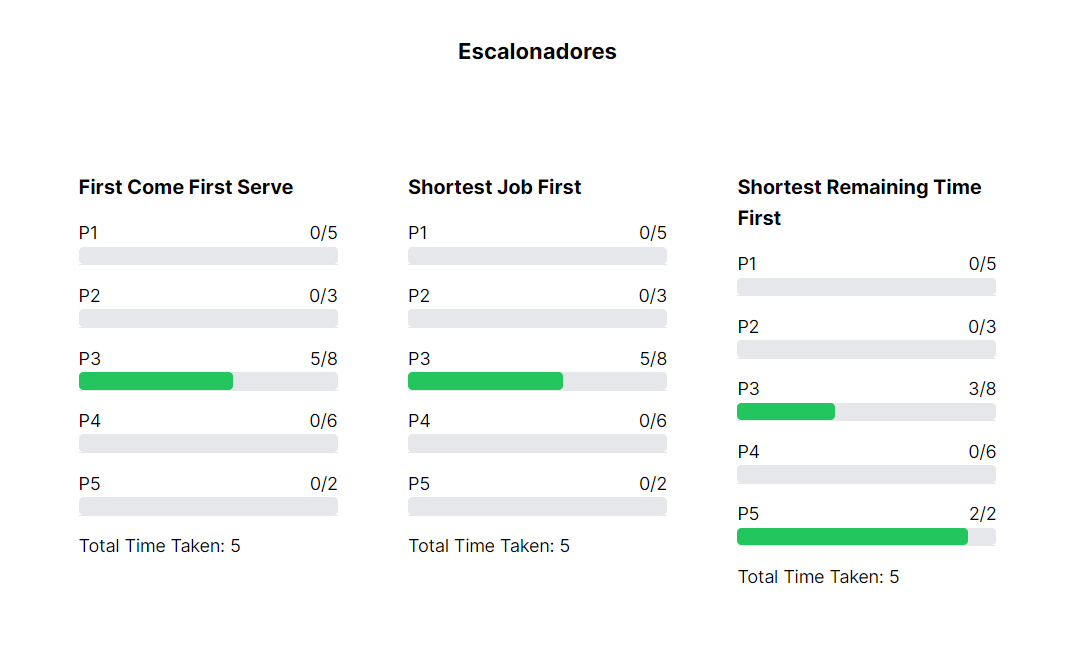 Escalonadores
First Come First Serve
P1 0/5
P2 0/3
P3 5/8
P4 0/6
P5 0/2
Total Time Taken: 5
Shortest Job First
P1 0/5
P2 0/3
P3 5/8
P4 0/6
P5 0/2
Total Time Taken: 5
Shortest Remaining Time
First
P1 0/5
P2 0/3
P3 3/8
P4 0/6
P5 2/2
Total Time Taken: 5